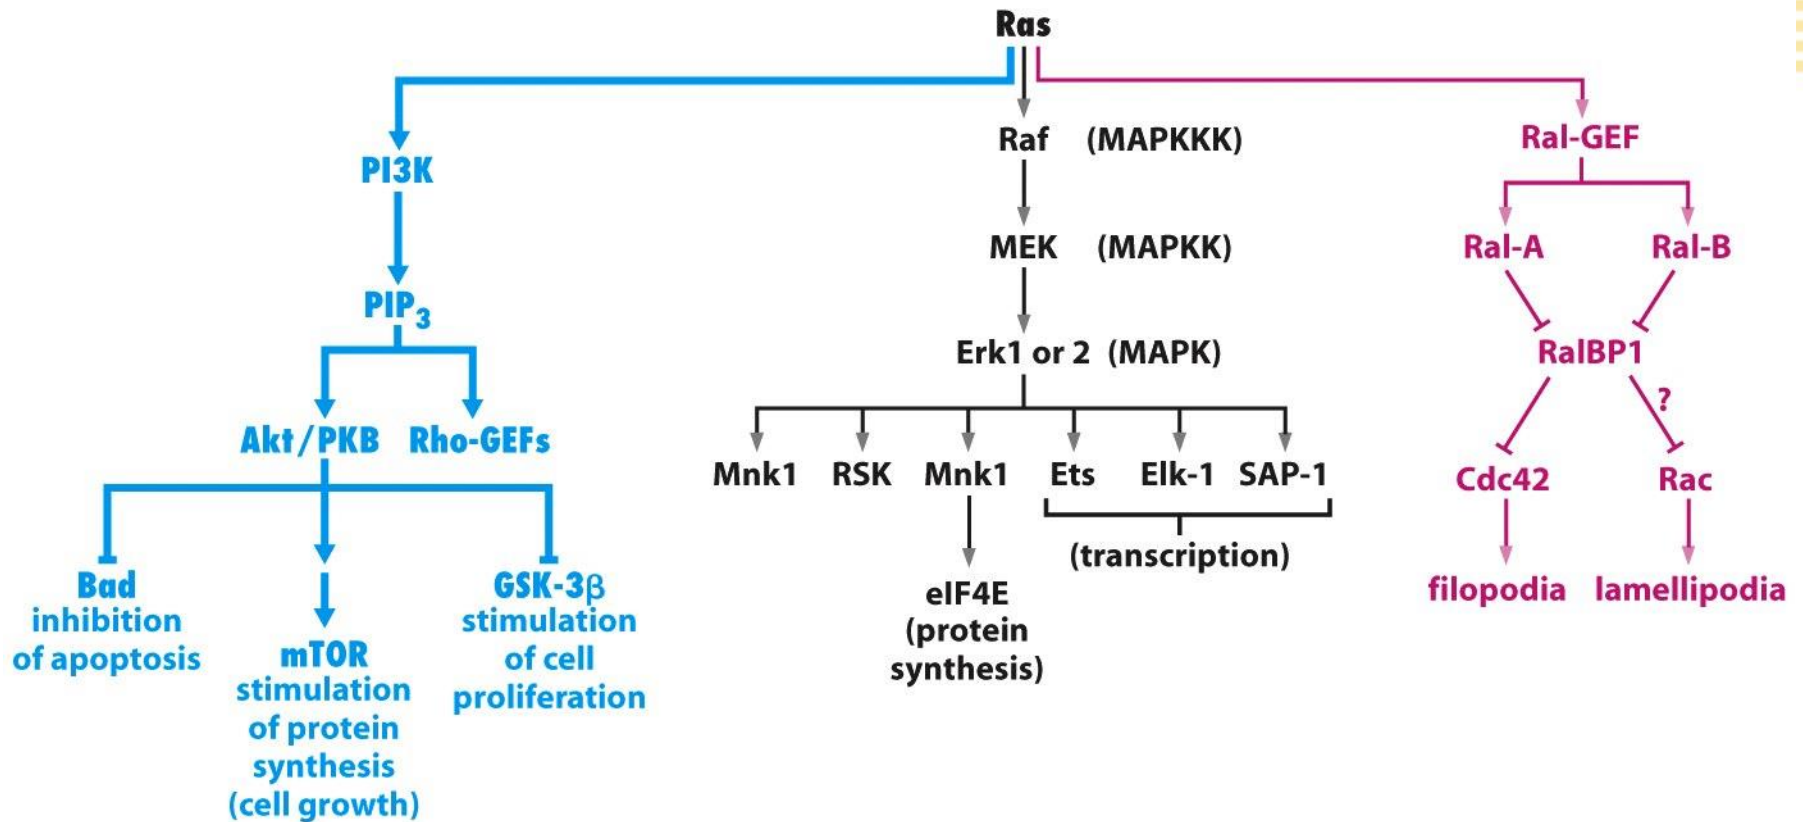 Ras
PI3K
PIP3
Akt/PKB Rho-GEFs
Bad
inhibition
of apoptosis
mTOR
stimulation
of protein
synthesis
(cell growth)
GSK-3β
stimulation
of cell
proliferation
Raf (MAPKKK)
MEK (MAPKK)
Erk1 or 2 (MAPK)
Mnk1 RSK Mnk1 Ets Elk-1 SAP-1
(transcription)
eIF4E
(protein
synthesis)
Ral-GEF
Ral-A Ral-B
RalBP1
?
Cdc42 Rac
filopodia lamellipodia